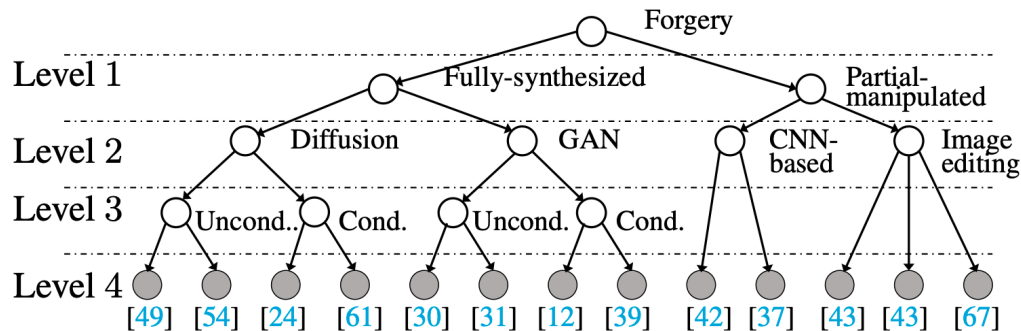 Forgery
Level 1
Fully-synthesized
Partial-
manipulated
Level 2
Diffusion
GAN
CNN-
based
Image
editing
Level 3
Uncond..
Cond.
Uncond.
Cond.
Level 4
[49] [54] [24] [61] [30] [31] [12] [39] [42] [37] [43] [43] [67]